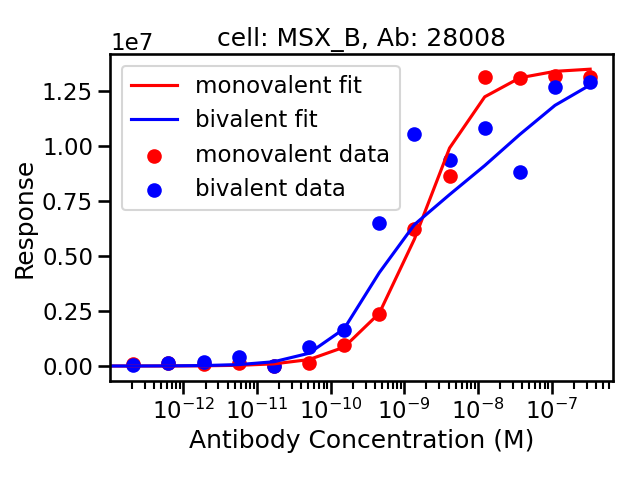 cell: MSX_B, Ab: 28008
1e7
monovalent fit
bivalent fit
monovalent data
bivalent data
1.25
1.00
0.75
0.50
0.25
0.00
Response
10⁻¹² 10⁻¹¹ 10⁻¹⁰ 10⁻⁹ 10⁻⁸ 10⁻⁷
Antibody Concentration (M)